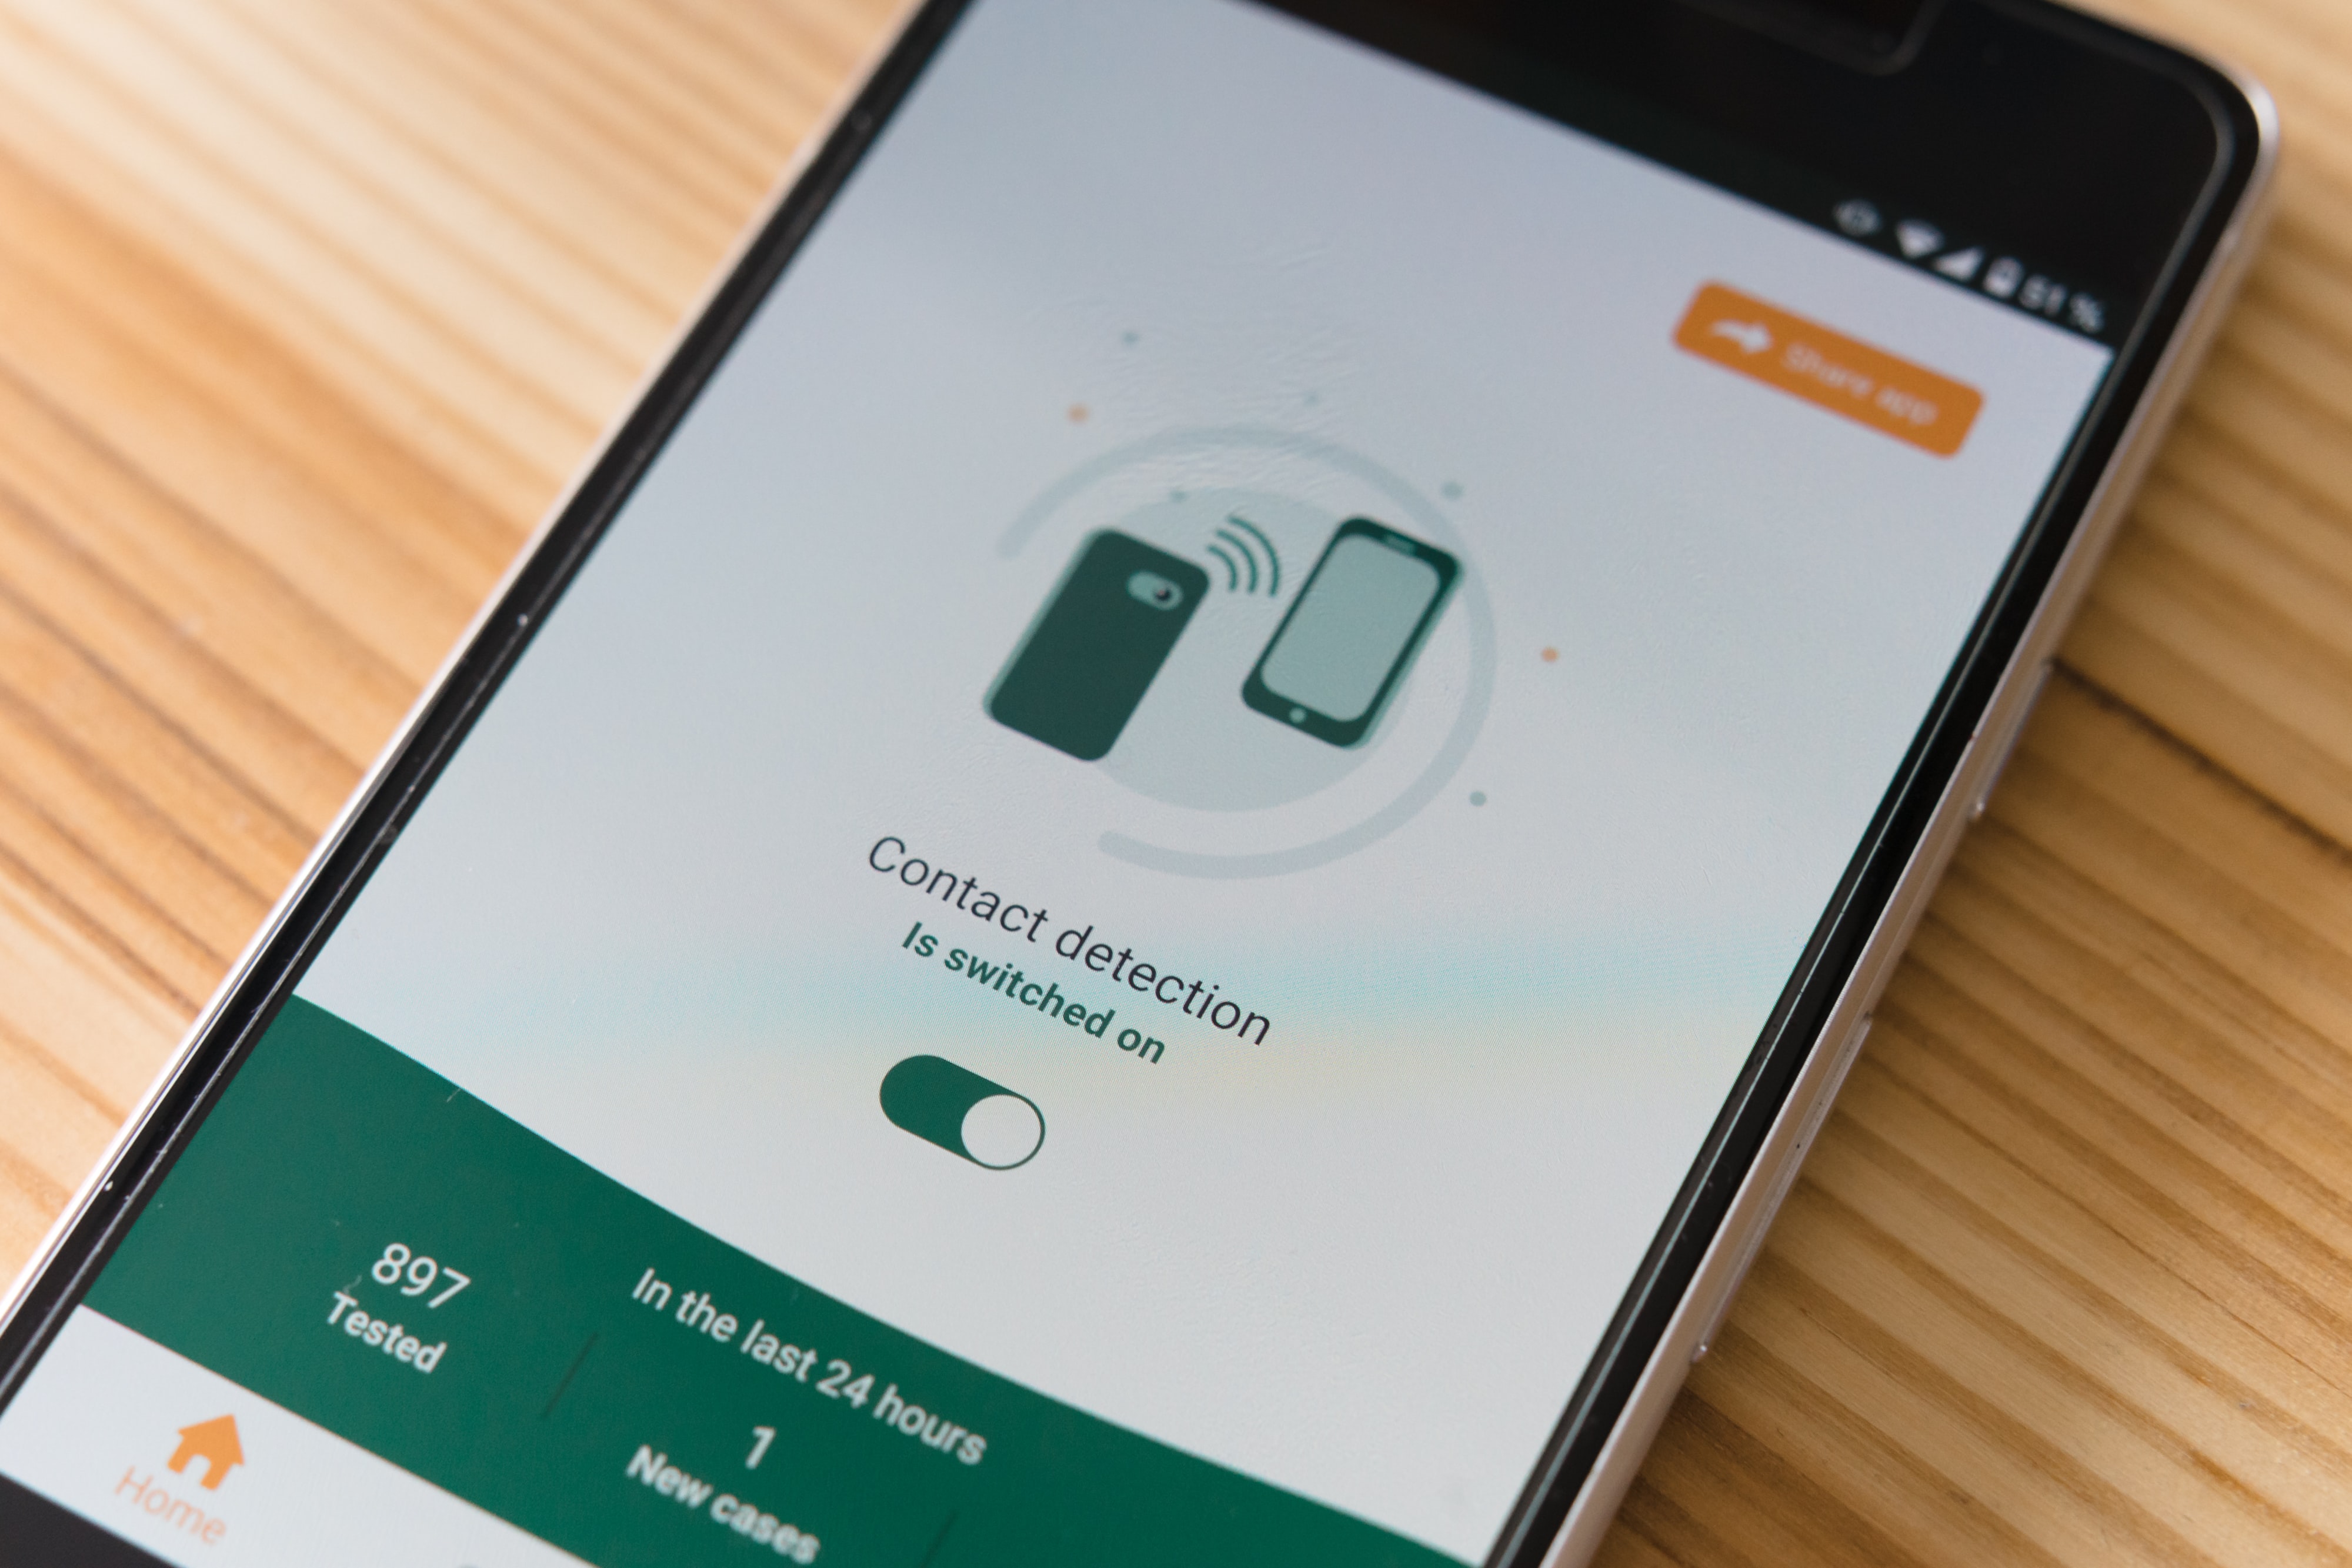 51 %
Share app
Contact detection
Is switched on
In the last 24 hours
897
Tested
1
New cases
Home